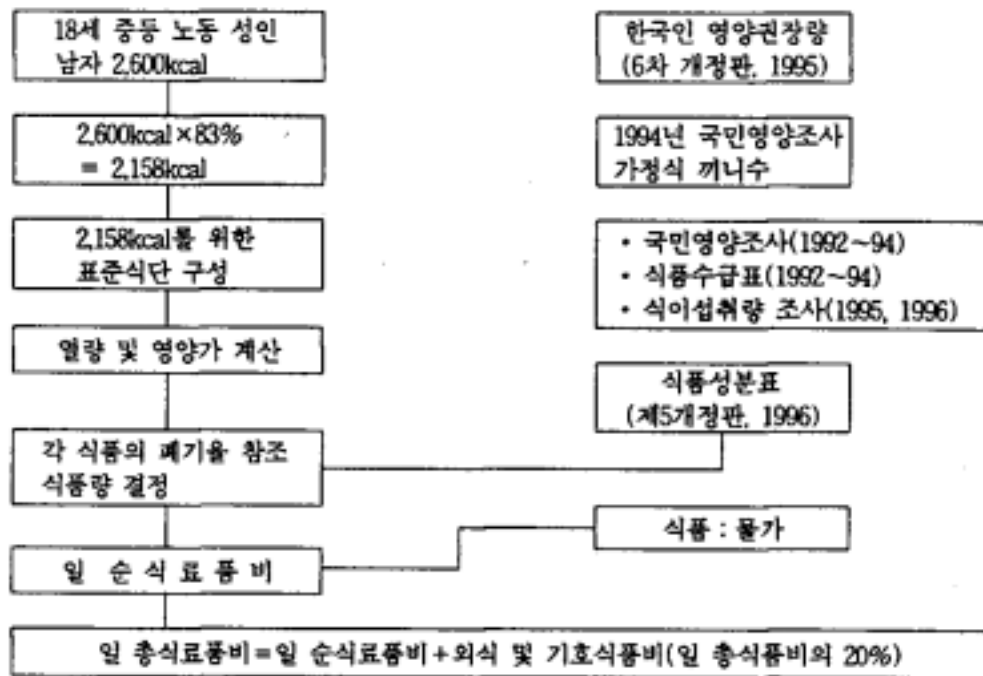 18세 중등 노동 성인
남자 2,600kcal
한국인 영양권장량
(6차 개정판, 1995)
2,600kcal×83%
= 2,158kcal
1994년 국민영양조사
가정식 끼니수
2,158kcal를 위한
표준식단 구성
• 국민영양조사(1992~94)
• 식품수급표(1992~94)
• 식이섭취량 조사(1995, 1996)
열량 및 영양가 계산
식품성분표
(제5개정판, 1996)
각 식품의 폐기율 참조
식품량 결정
식품 : 물가
일 순 식 료 품 비
일 총식료품비=일 순식료품비+외식 및 기호식품비(일 총식품비의 20%)